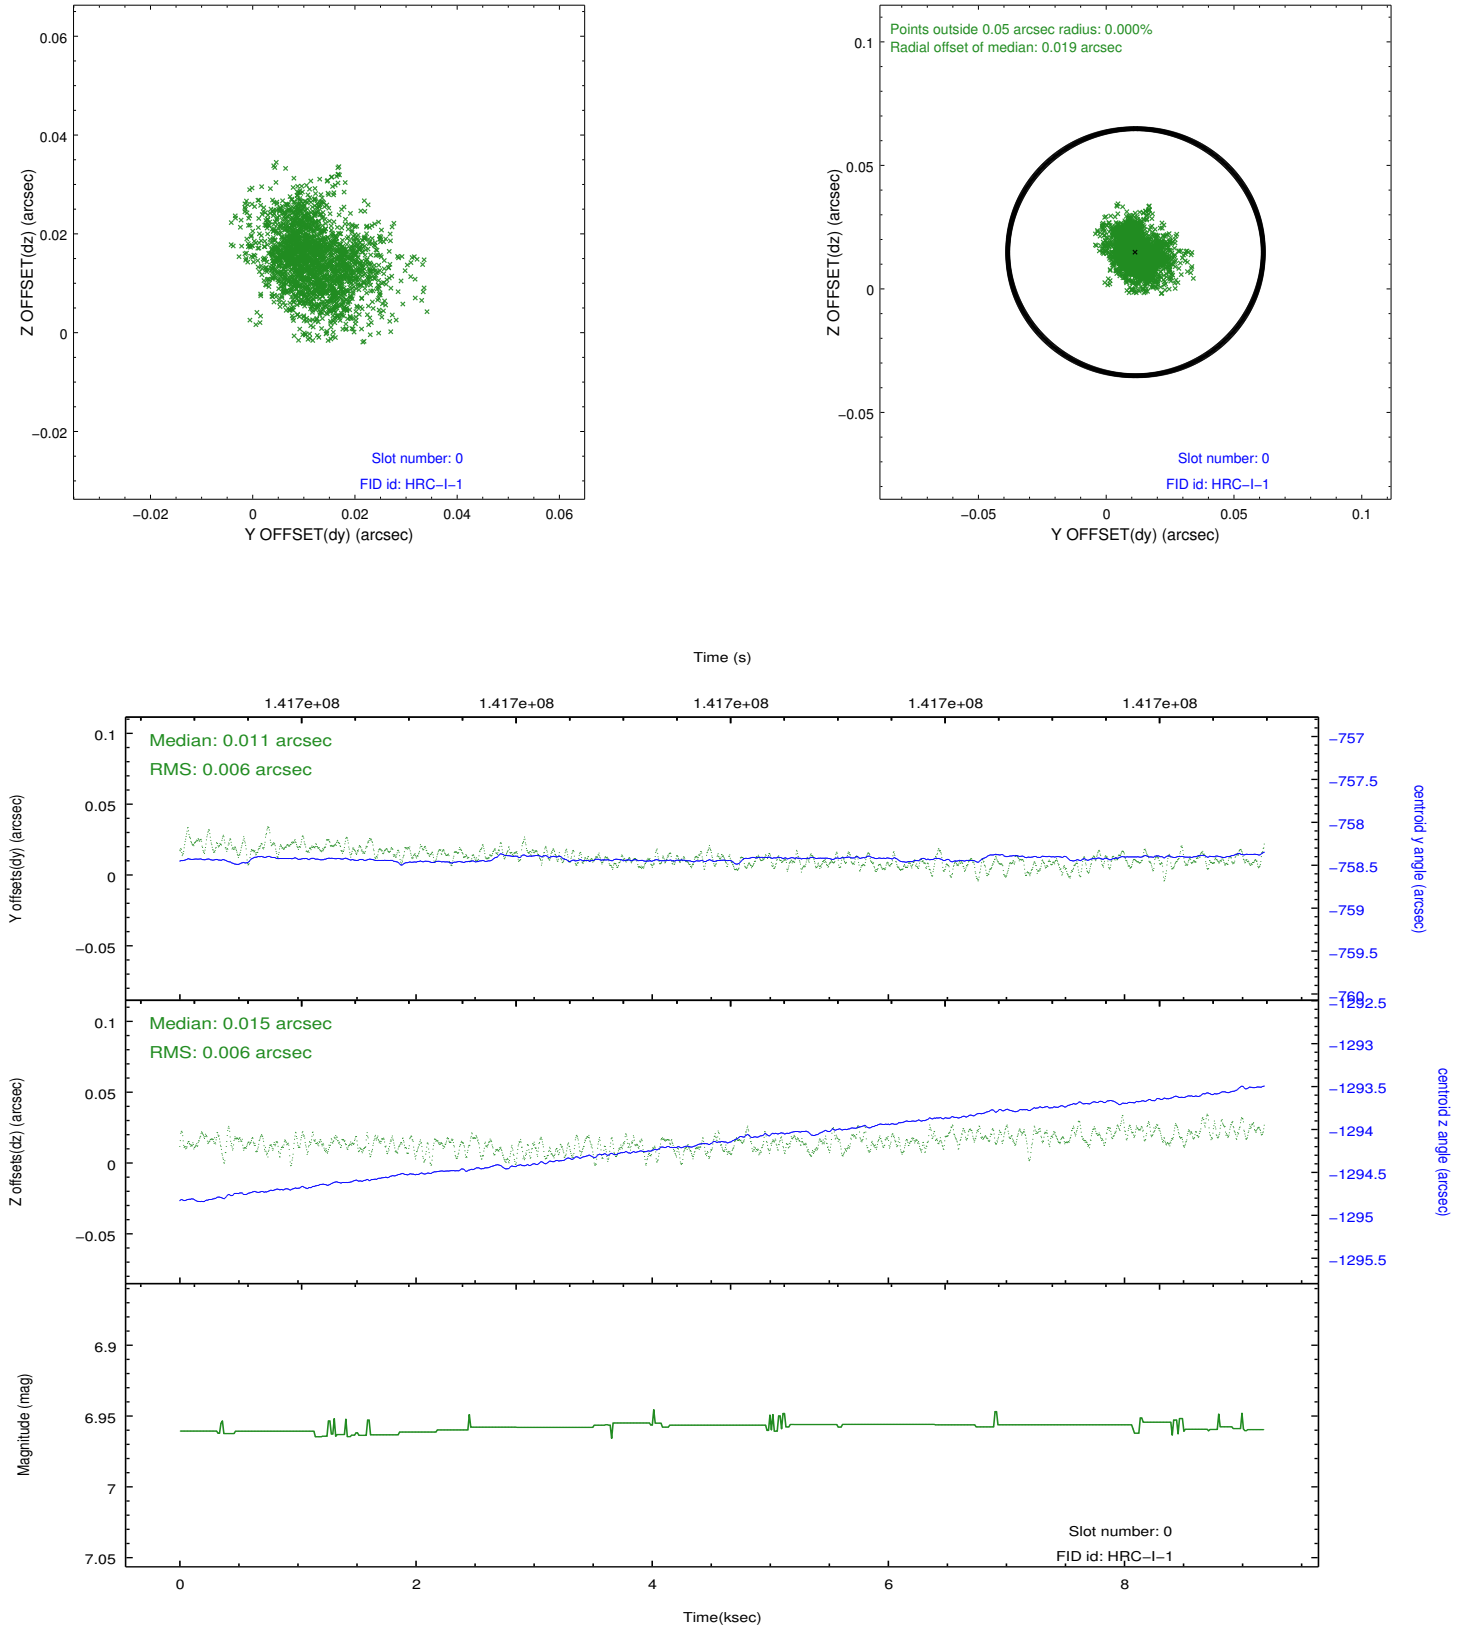 0.06
0.04
0.02
0
−0.02
Z OFFSET(dz) (arcsec)
Slot number: 0
FID id: HRC−I−1
−0.02
0
0.02
0.04
0.06
Y OFFSET(dy) (arcsec)
Points outside 0.05 arcsec radius: 0.000%
Radial offset of median: 0.019 arcsec
0.1
0.05
0
−0.05
Z OFFSET(dz) (arcsec)
Slot number: 0
FID id: HRC−I−1
−0.05
0
0.05
0.1
Y OFFSET(dy) (arcsec)
Time (s)
1.417e+08
1.417e+08
1.417e+08
1.417e+08
1.417e+08
Median: 0.011 arcsec
RMS: 0.006 arcsec
0.1
0.05
0
−0.05
Y offsets(dy) (arcsec)
−757
−757.5
−758
−758.5
−759
−759.5
−760
centroid y angle (arcsec)
Median: 0.015 arcsec
RMS: 0.006 arcsec
0.1
0.05
0
−0.05
Z offsets(dz) (arcsec)
−1292.5
−1293
−1293.5
−1294
−1294.5
−1295
−1295.5
centroid z angle (arcsec)
6.9
6.95
7
7.05
Magnitude (mag)
Slot number: 0
FID id: HRC−I−1
0
2
4
6
8
Time(ksec)